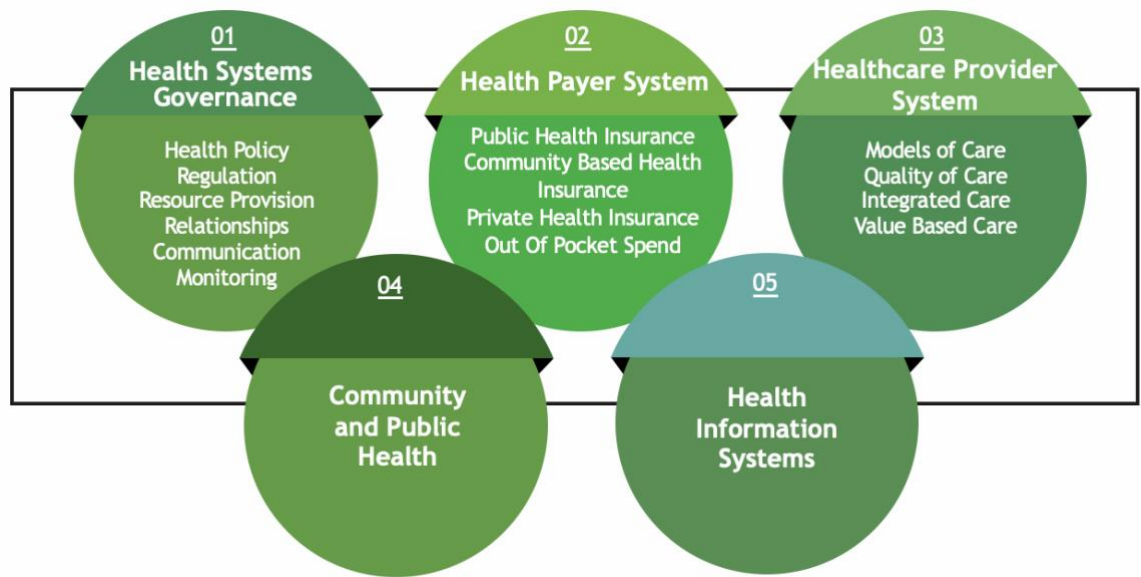 01
Health Systems
Governance
Health Policy
Regulation
Resource Provision
Relationships
Communication
Monitoring
02
Health Payer System
Public Health Insurance
Community Based Health
Insurance
Private Health Insurance
Out Of Pocket Spend
03
Healthcare Provider
System
Models of Care
Quality of Care
Integrated Care
Value Based Care
04
Community
and Public
Health
05
Health
Information
Systems